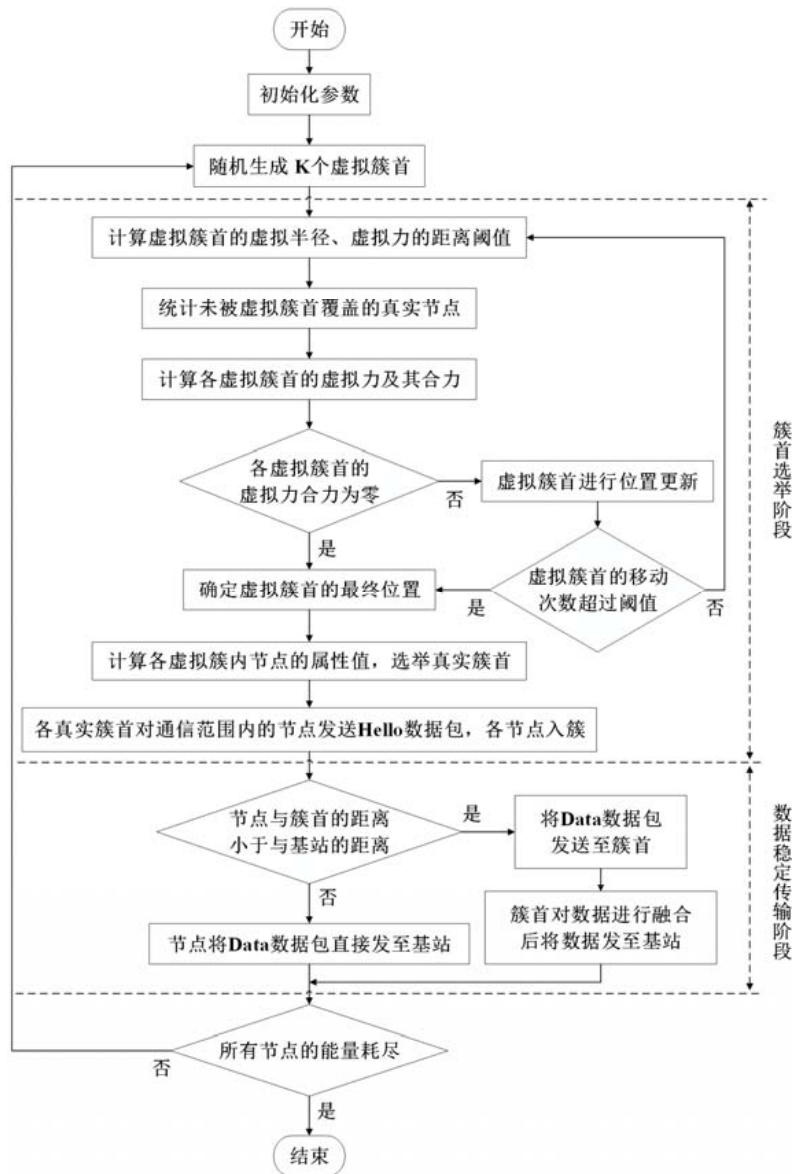 开始
初始化参数
随机生成 K个虚拟簇首
计算虚拟簇首的虚拟半径、虚拟力的距离阈值
统计未被虚拟簇首覆盖的真实节点
计算各虚拟簇首的虚拟力及其合力
各虚拟簇首的
虚拟力合力为零
否
虚拟簇首进行位置更新
是
虚拟簇首的移动
次数超过阈值
是
否
确定虚拟簇首的最终位置
计算各虚拟簇内节点的属性值，选举真实簇首
各真实簇首对通信范围内的节点发送Hello数据包，各节点入簇
簇首选举阶段
节点与簇首的距离
小于与基站的距离
是
将Data数据包
发送至簇首
否
簇首对数据进行融合
后将数据发至基站
节点将Data数据包直接发至基站
数据稳定传输阶段
所有节点的能量耗尽
否
是
结束